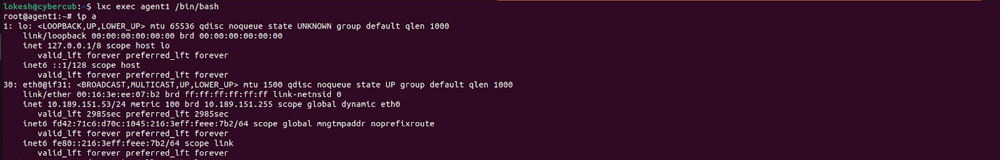 lokesh@cybercub:~$ lxc exec agent1 /bin/bash
root@agent1:~# ip a
1: lo: <LOOPBACK,UP,LOWER_UP> mtu 65536 qdisc noqueue state UNKNOWN group default qlen 1000
    link/loopback 00:00:00:00:00:00 brd 00:00:00:00:00:00
    inet 127.0.0.1/8 scope host lo
       valid_lft forever preferred_lft forever
    inet6 ::1/128 scope host
       valid_lft forever preferred_lft forever
30: eth0@if31: <BROADCAST,MULTICAST,UP,LOWER_UP> mtu 1500 qdisc noqueue state UP group default qlen 1000
    link/ether 00:16:3e:ee:07:b2 brd ff:ff:ff:ff:ff:ff link-netnsid 0
    inet 10.189.151.53/24 metric 100 brd 10.189.151.255 scope global dynamic eth0
       valid_lft 2985sec preferred_lft 2985sec
    inet6 fd42:71c6:d70c:1045:216:3eff:feee:7b2/64 scope global mngtmpaddr noprefixroute
       valid_lft forever preferred_lft forever
    inet6 fe80::216:3eff:feee:7b2/64 scope link
       valid_lft forever preferred_lft forever